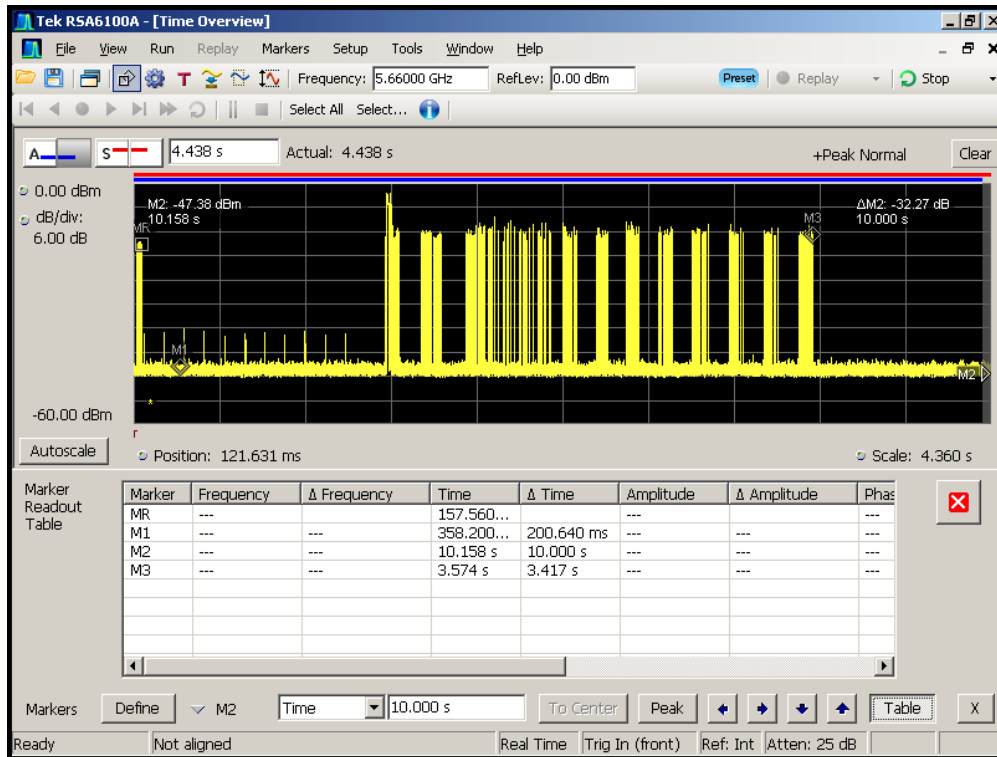 Tek RSA6100A - [Time Overview]
File View Run Replay Markers Setup Tools Window Help
T Frequency: 5.66000 GHz RefLev: 0.00 dBm Preset Replay Stop
Select All Select...
A S 4.438 s Actual: 4.438 s +Peak Normal Clear
0.00 dBm
dB/div:
6.00 dB
M2: -47.38 dBm
10.158 s
ΔM2: -32.27 dB
10.000 s
MR
M3
M1
M2
-60.00 dBm
r
Autoscale Position: 121.631 ms Scale: 4.360 s
Marker
Readout
Table
Marker Frequency Δ Frequency Time Δ Time Amplitude Δ Amplitude Phas
MR --- 157.560... --- ---
M1 --- --- 358.200... 200.640 ms --- --- ---
M2 --- --- 10.158 s 10.000 s --- --- ---
M3 --- --- 3.574 s 3.417 s --- --- ---
Markers Define M2 Time 10.000 s To Center Peak Table X
Ready Not aligned Real Time Trig In (front) Ref: Int Atten: 25 dB